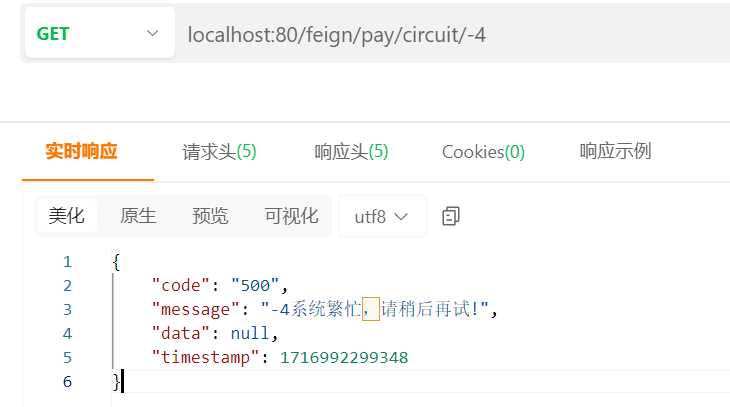 GET localhost:80/feign/pay/circuit/-4
实时响应 请求头(5) 响应头(5) Cookies(0) 响应示例
美化 原生 预览 可视化 utf8
1 {
2 "code": "500",
3 "message": "-4系统繁忙,请稍后再试!",
4 "data": null,
5 "timestamp": 1716992299348
6 }